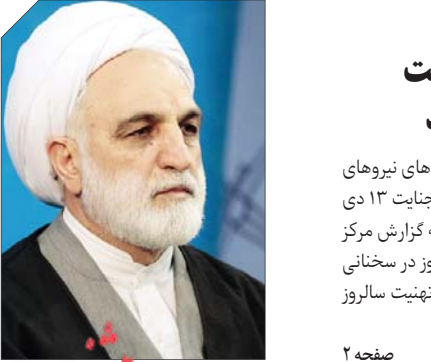 ت
های نیروهای
جنایت ۱۳ دی
گزارش مرکز
وز در سخنانی
تهنیت سالروز
صفحه ۲